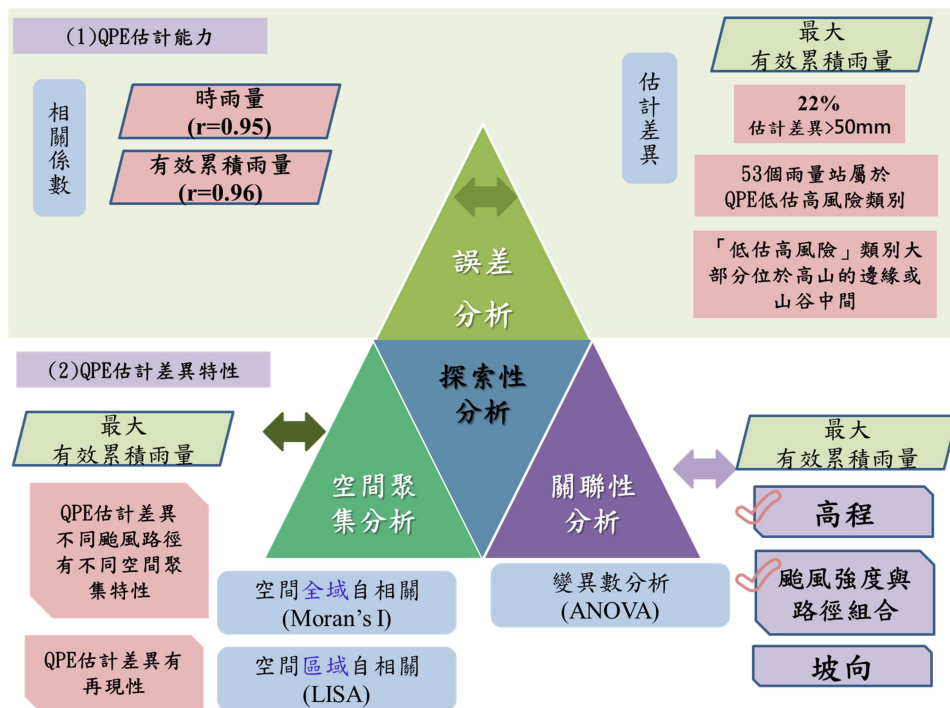 (1)QPE估計能力
相
關
係
數
時雨量
(r=0.95)
有效累積雨量
(r=0.96)
估
計
差
異
最大
有效累積雨量
22%
估計差異>50mm
53個雨量站屬於
QPE低估高風險類別
「低估高風險」類別大
部分位於高山的邊緣或
山谷中間
誤差
分析
探索性
分析
空間聚
集分析
關聯性
分析
(2)QPE估計差異特性
最大
有效累積雨量
QPE估計差異
不同颱風路徑
有不同空間聚
集特性
QPE估計差異有
再現性
空間全域自相關
(Moran's I)
空間區域自相關
(LISA)
變異數分析
(ANOVA)
最大
有效累積雨量
高程
颱風強度與
路徑組合
坡向